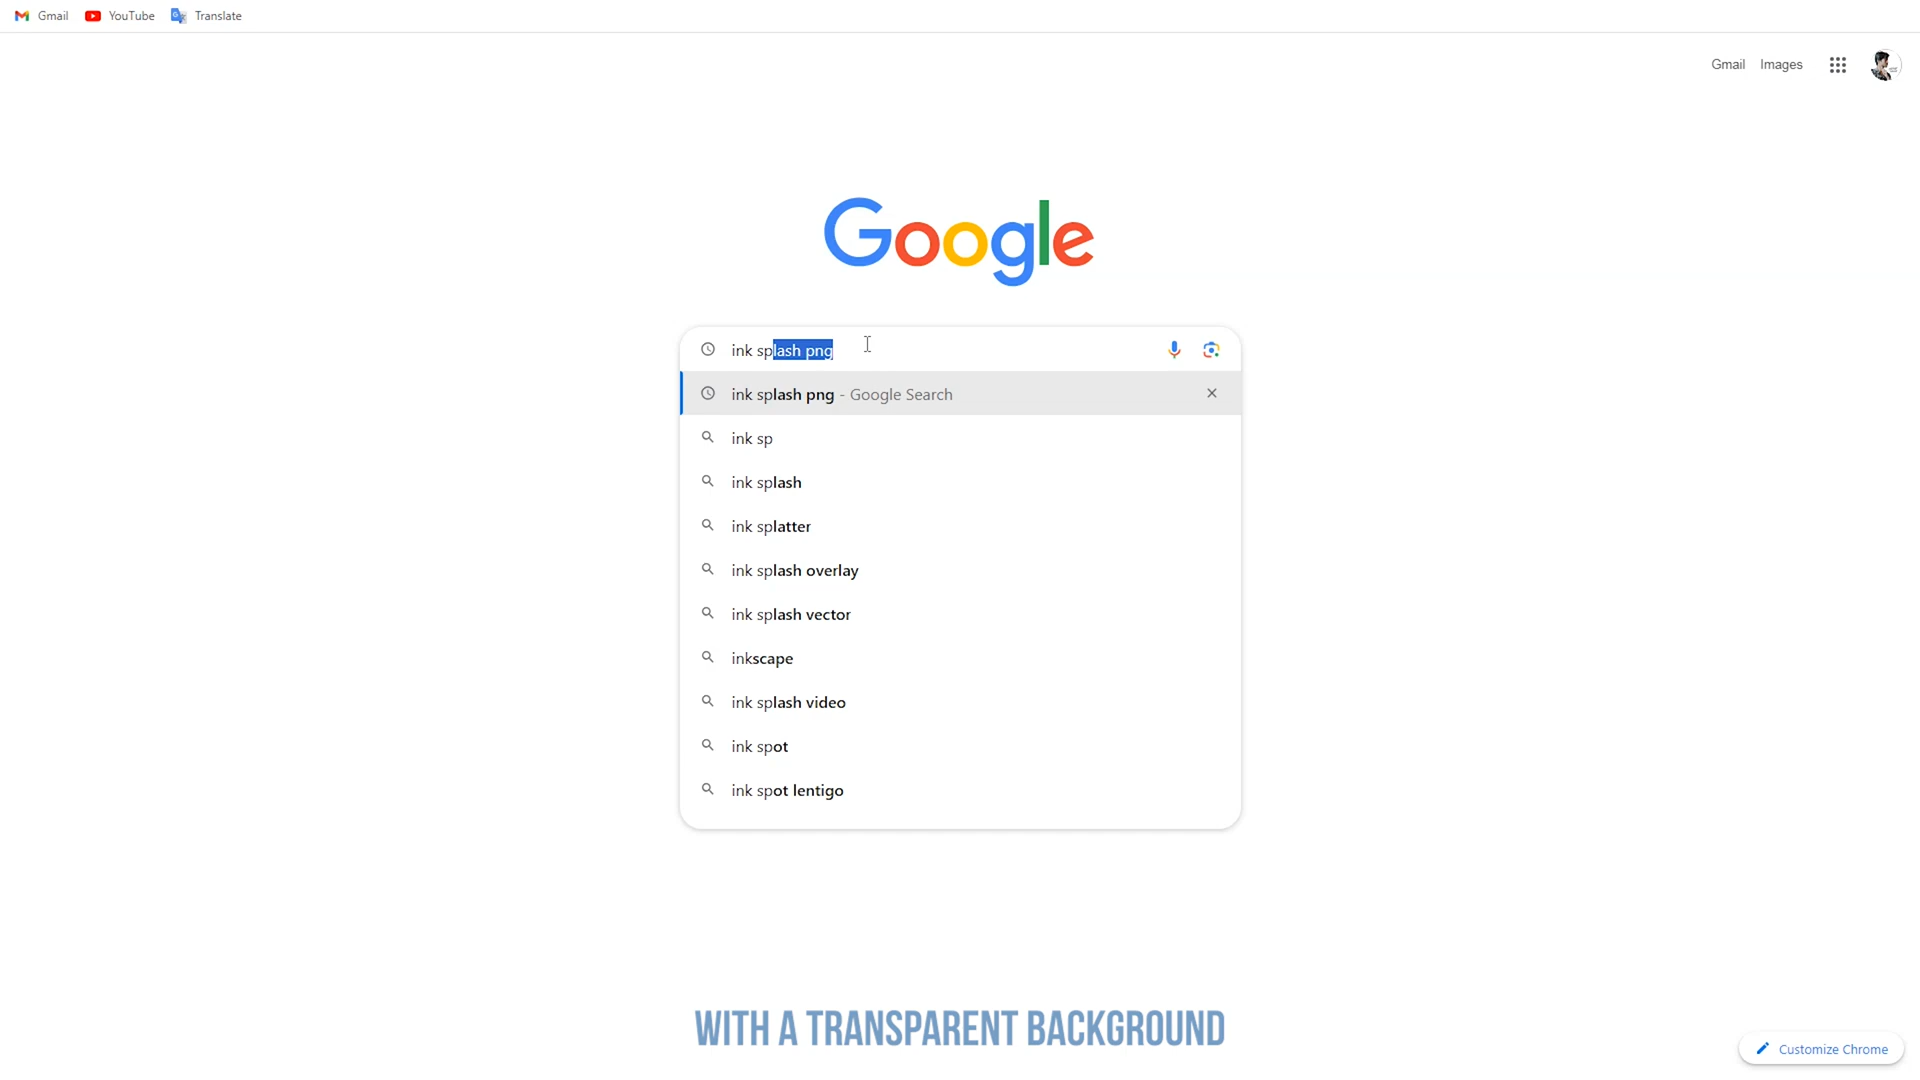 Gmail YouTube Translate
Gmail Images
Google
ink splash png
ink splash png - Google Search
ink sp
ink splash
ink splatter
ink splash overlay
ink splash vector
inkscape
ink splash video
ink spot
ink spot lentigo
WITH A TRANSPARENT BACKGROUND
Customize Chrome